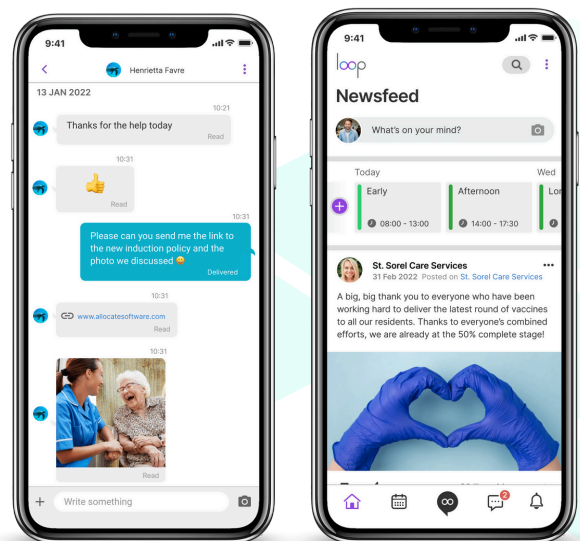 9:41
Henrietta Favre
13 JAN 2022
10:21
Thanks for the help today
Read
10:31
Read
10:31
Please can you send me the link to
the new induction policy and the
photo we discussed 😀
Delivered
10:31
www.allocatesoftware.com
Read
10:31
Read
Write something
9:41
loop
Newsfeed
What's on your mind?
Today
Wed
Early
Afternoon
08:00 - 13:00
14:00 - 17:30
St. Sorel Care Services
31 Feb 2022 Posted on St. Sorel Care Services
A big, big thank you to everyone who have been
working hard to deliver the latest round of vaccines
to all our residents. Thanks to everyone's combined
efforts, we are already at the 50% complete stage!
2